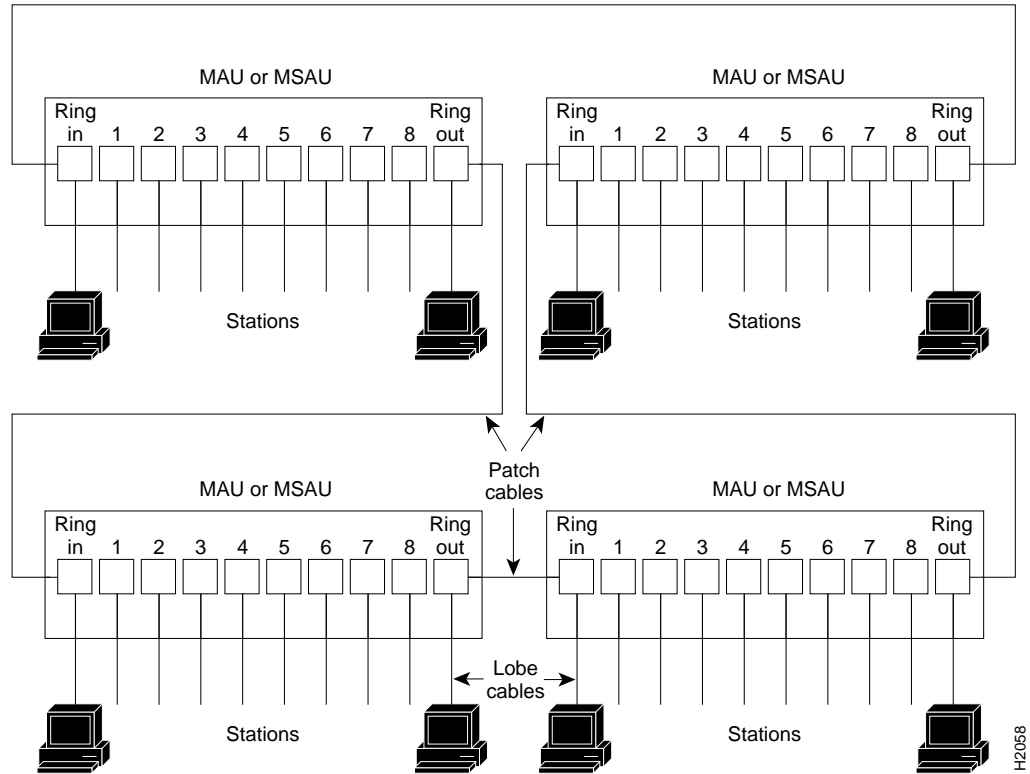 MAU or MSAU
MAU or MSAU
Ring in 1 2 3 4 5 6 7 8 Ring out
Ring in 1 2 3 4 5 6 7 8 Ring out
Stations
Stations
Patch
cables
MAU or MSAU
MAU or MSAU
Ring in 1 2 3 4 5 6 7 8 Ring out
Ring in 1 2 3 4 5 6 7 8 Ring out
Lobe
cables
Stations
Stations
H2058